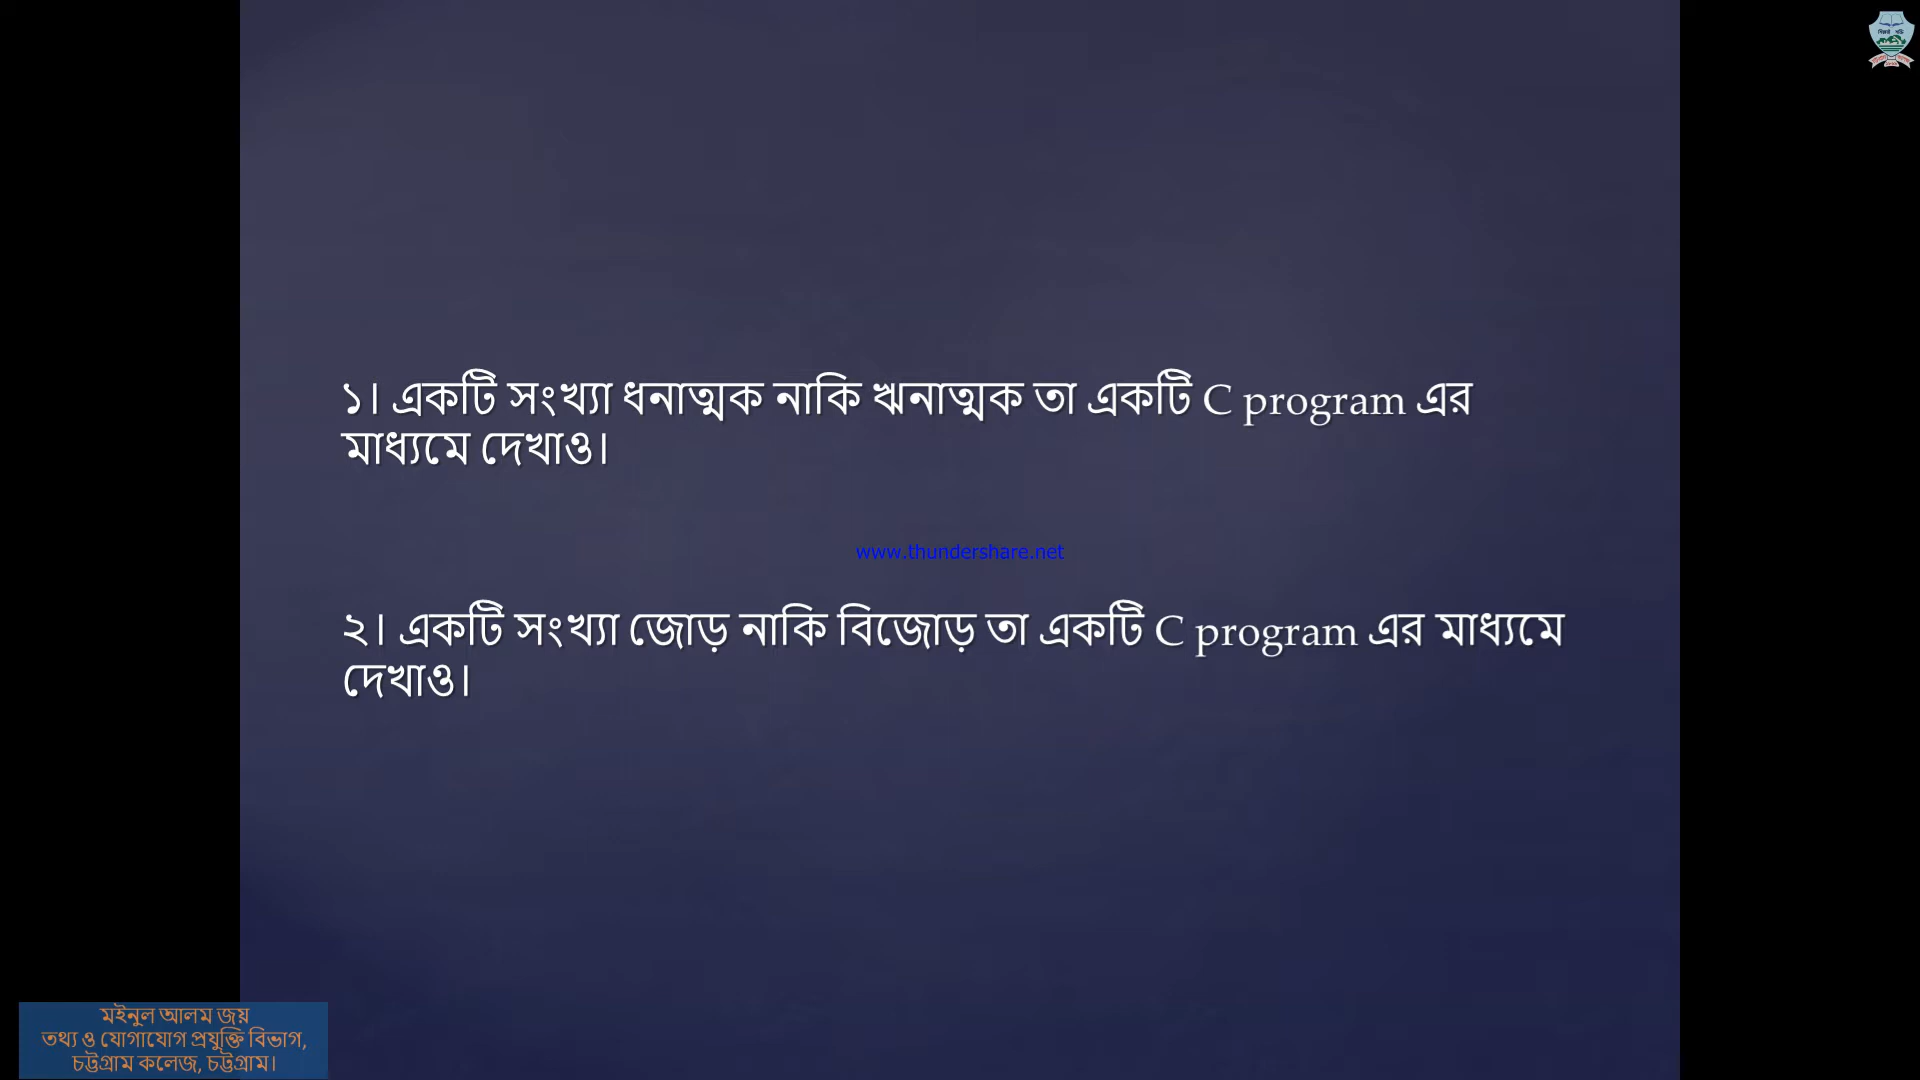 ১। একটি সংখ্যা ধনাত্মক নাকি ঋনাত্মক তা একটি C program এর
মাধ্যমে দেখাও।
www.thundershare.net
২। একটি সংখ্যা জোড় নাকি বিজোড় তা একটি C program এর মাধ্যমে
দেখাও।
মইনুল আলম জয়
তথ্য ও যোগাযোগ প্রযুক্তি বিভাগ,
চট্টগ্রাম কলেজ, চট্টগ্রাম।